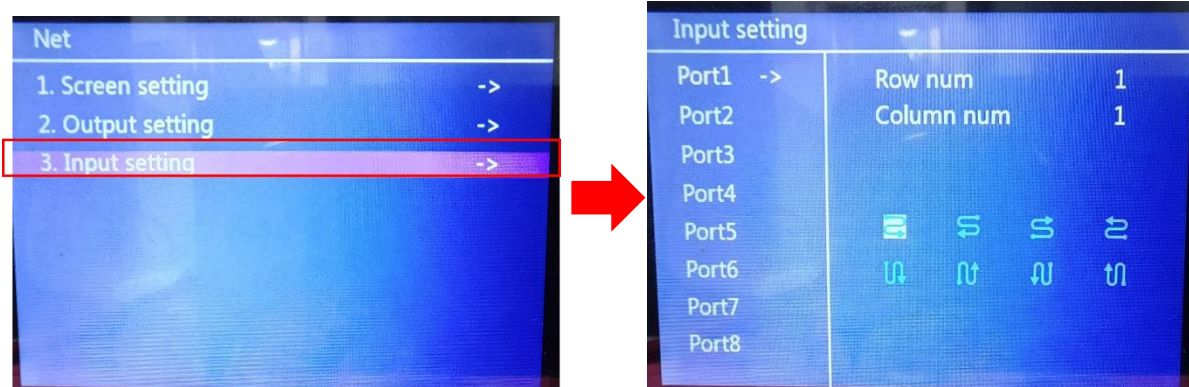 Net
1. Screen setting ->
2. Output setting ->
3. Input setting ->
Input setting
Port1 ->
Row num 1
Port2
Column num 1
Port3
Port4
Port5
Port6
Port7
Port8